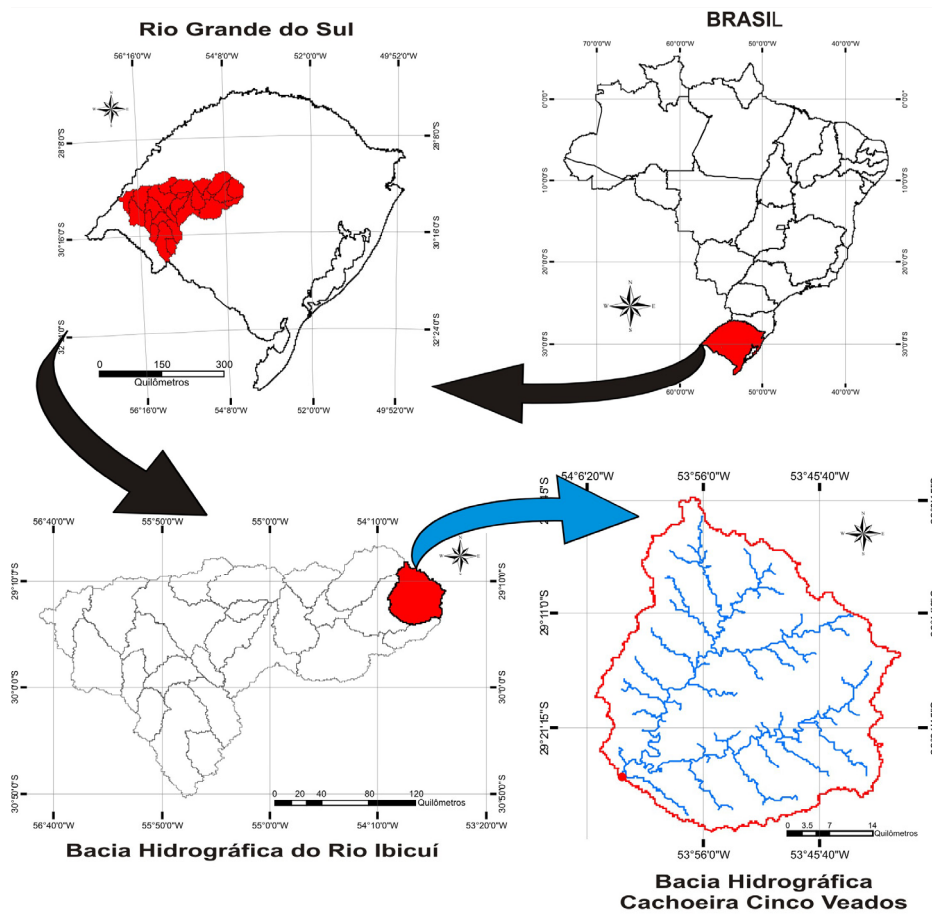 Rio Grande do Sul
56°16'0"W 54°8'0"W 52°0'0"W 49°52'0"W
N
W E
S
28°8'0"S 28°8'0"S
30°16'0"S 30°16'0"S
32°24'0"S
0 150 300
Quilômetros
56°16'0"W 54°8'0"W 52°0'0"W 49°52'0"W
BRASIL
70°0'0"W 60°0'0"W 50°0'0"W 40°0'0"W
0°0'0" 0°0'0"
10°0'0"S 10°0'0"S
20°0'0"S 20°0'0"S
N
W E
S
30°0'0"S 30°0'0"S
60°0'0"W 50°0'0"W 40°0'0"W
56°40'0"W 55°50'0"W 55°0'0"W 54°10'0"W
N
W E
S
29°10'0"S 29°10'0"S
30°0'0"S 30°0'0"S
30°50'0"S 30°50'0"S
0 20 40 80 120
Quilômetros
56°40'0"W 55°50'0"W 55°0'0"W 54°10'0"W 53°20'0"W
Bacia Hidrográfica do Rio Ibicuí
54°6'20"W 53°56'0"W 53°45'40"W
N
W E
S
29°11'0"S
29°21'15"S
0 3.5 7 14
Quilômetros
53°56'0"W 53°45'40"W
Bacia Hidrográfica
Cachoeira Cinco Veados